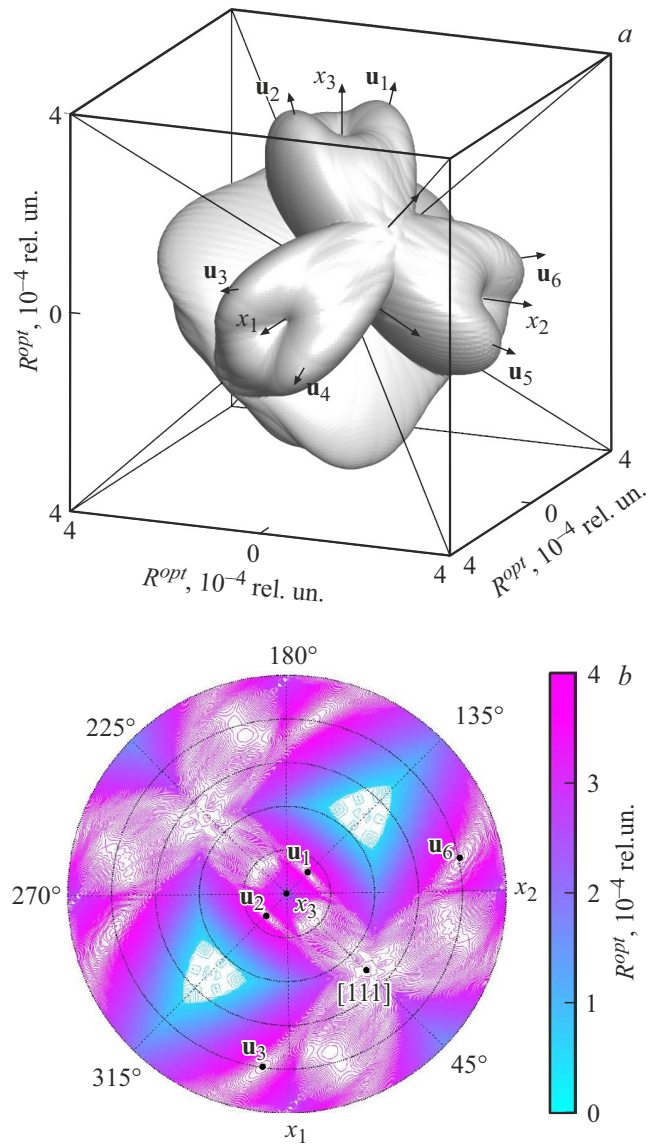 a
u₂
x₃
u₁
4
u₃
u₆
x₁
x₂
0
u₄
u₅
R^opt, 10⁻⁴ rel. un.
4
4
0
4
4
0
4
R^opt, 10⁻⁴ rel. un.
R^opt, 10⁻⁴ rel. un.
180°
4
b
225°
135°
3
u₁
u₆
270°
u₂
x₃
x₂
2
[111]
1
u₃
315°
45°
x₁
0
R^opt, 10⁻⁴ rel.un.